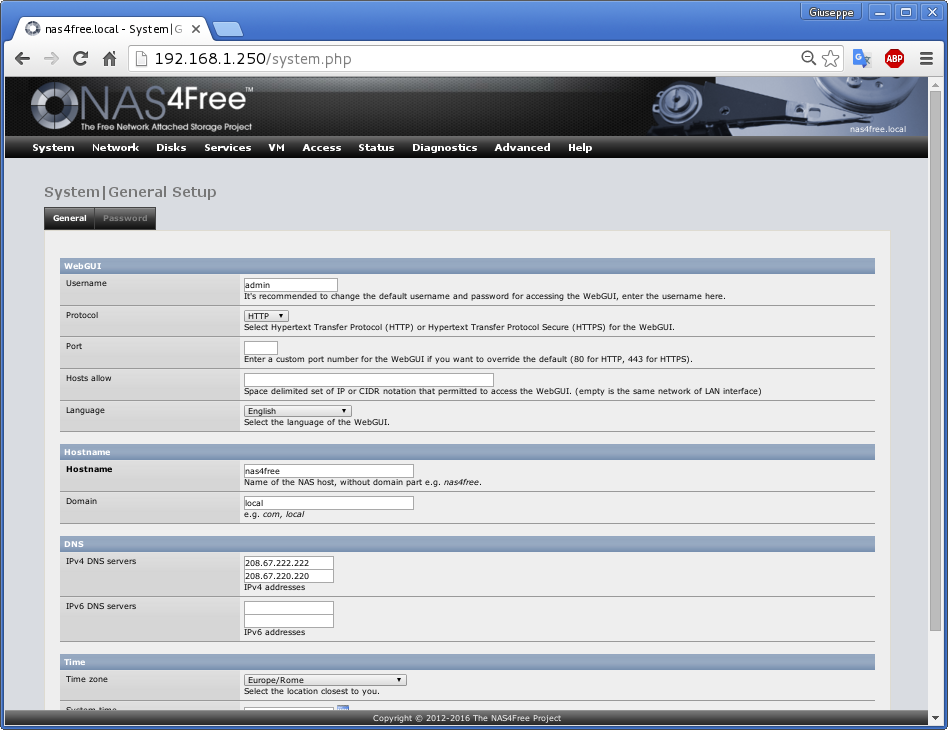 Giuseppe
nas4free.local - System|G
192.168.1.250/system.php
ABP
NAS4Free™
The Free Network Attached Storage Project
nas4free.local
System Network Disks Services VM Access Status Diagnostics Advanced Help
System|General Setup
General Password
WebGUI
Username
admin
It's recommended to change the default username and password for accessing the WebGUI, enter the username here.
Protocol
HTTP
Select Hypertext Transfer Protocol (HTTP) or Hypertext Transfer Protocol Secure (HTTPS) for the WebGUI.
Port
Enter a custom port number for the WebGUI if you want to override the default (80 for HTTP, 443 for HTTPS).
Hosts allow
Space delimited set of IP or CIDR notation that permitted to access the WebGUI. (empty is the same network of LAN interface)
Language
English
Select the language of the WebGUI.
Hostname
Hostname
nas4free
Name of the NAS host, without domain part e.g. nas4free.
Domain
local
e.g. com, local
DNS
IPv4 DNS servers
208.67.222.222
208.67.220.220
IPv4 addresses
IPv6 DNS servers
IPv6 addresses
Time
Time zone
Europe/Rome
Select the location closest to you.
System time
Copyright © 2012-2016 The NAS4Free Project